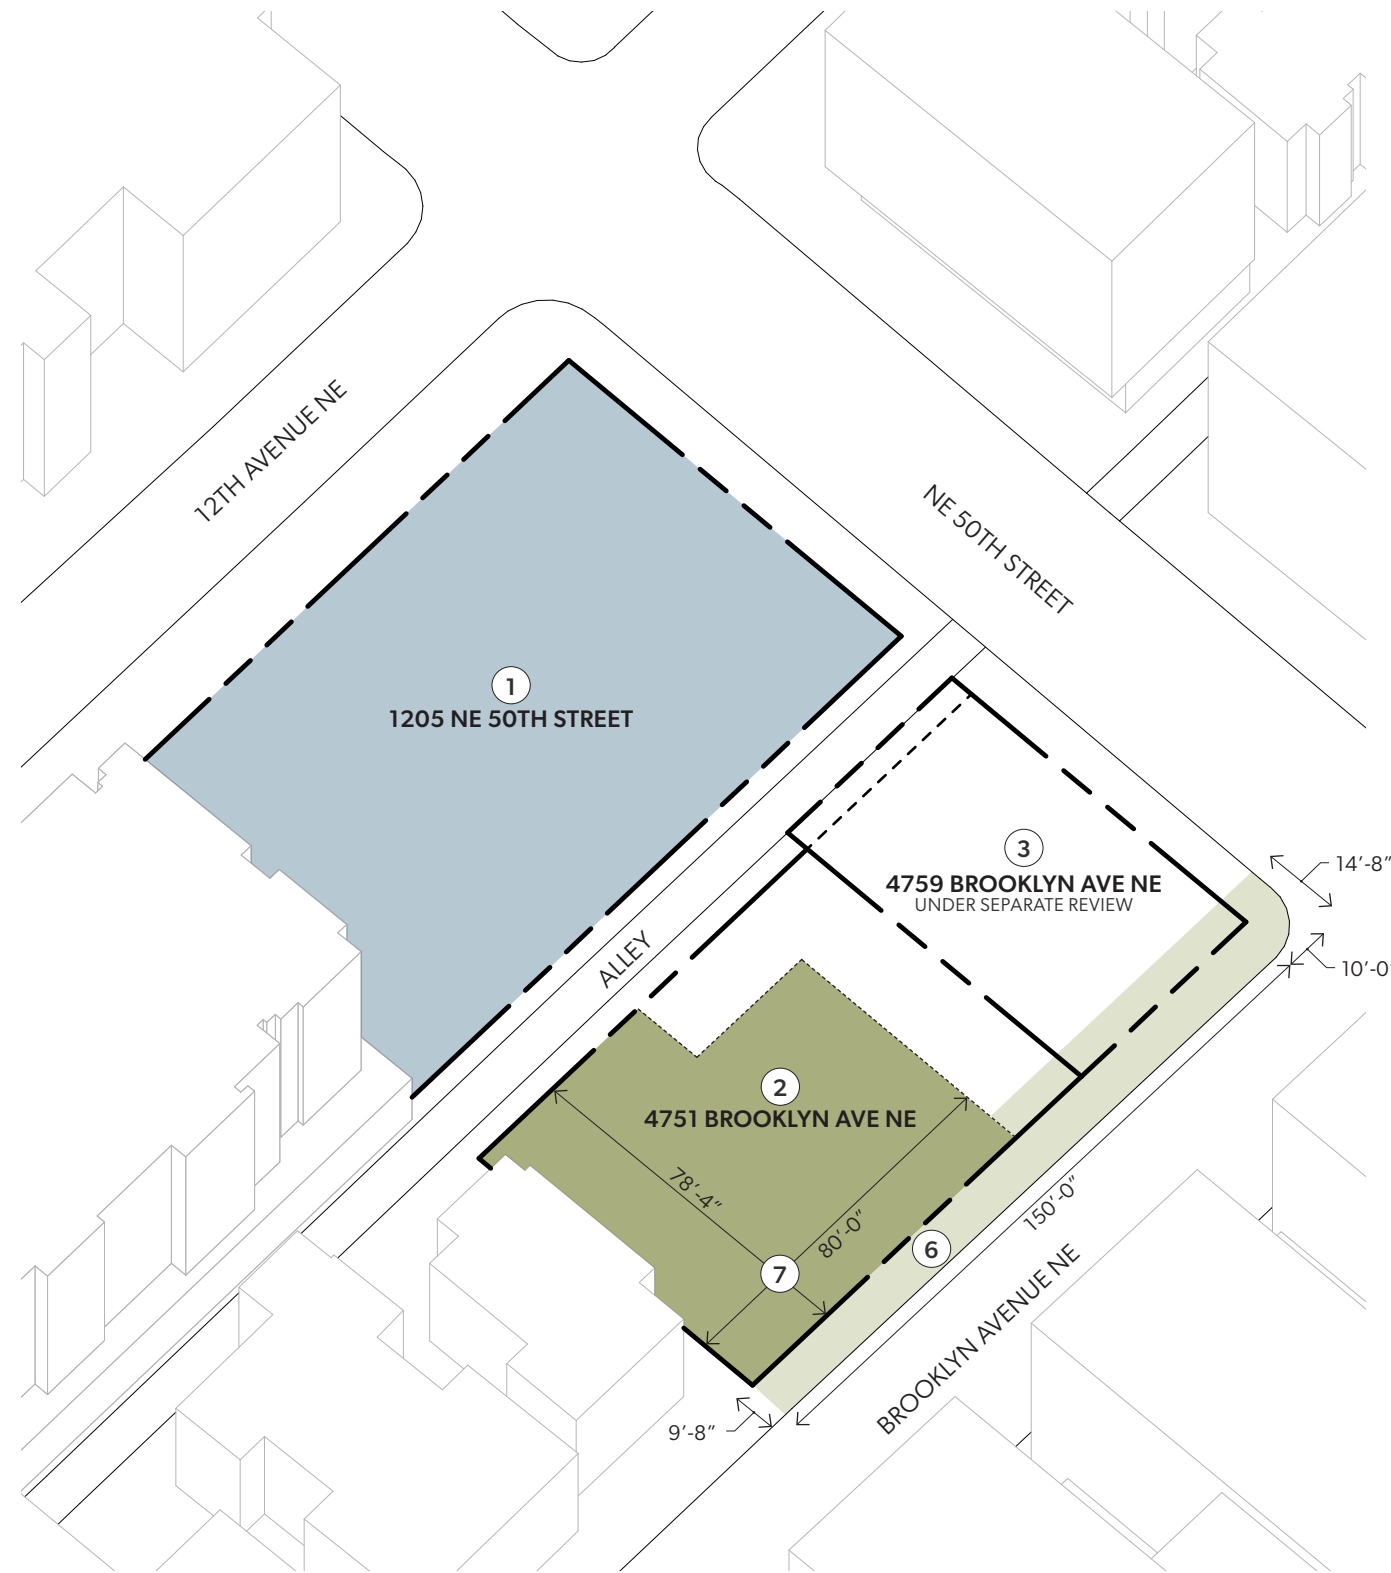 12TH AVENUE NE
NE 50TH STREET
1
1205 NE 50TH STREET
3
4759 BROOKLYN AVE NE
UNDER SEPARATE REVIEW
14'-8"
10'-0
ALLEY
2
4751 BROOKLYN AVE NE
78'-4"
80'-0"
150'-0"
6
7
BROOKLYN AVENUE NE
9'-8"